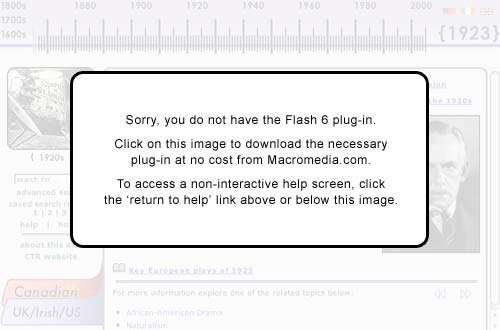 1800s
1700s
1600s
1880 1900 1920 1940 1960 1980 2000
{1923}
the 1920s
Sorry, you do not have the Flash 6 plug-in.
Click on this image to download the necessary
plug-in at no cost from Macromedia.com.
To access a non-interactive help screen, click
the ‘return to help’ link above or below this image.
{ 1920s
search for...
advanced
saved search
1 | 2 | 3
help |
about this
CTR website
Canadian
UK/Irish/US
Key European plays of 1923
For more information explore one of the related topics below:
African-American Drama
Naturalism